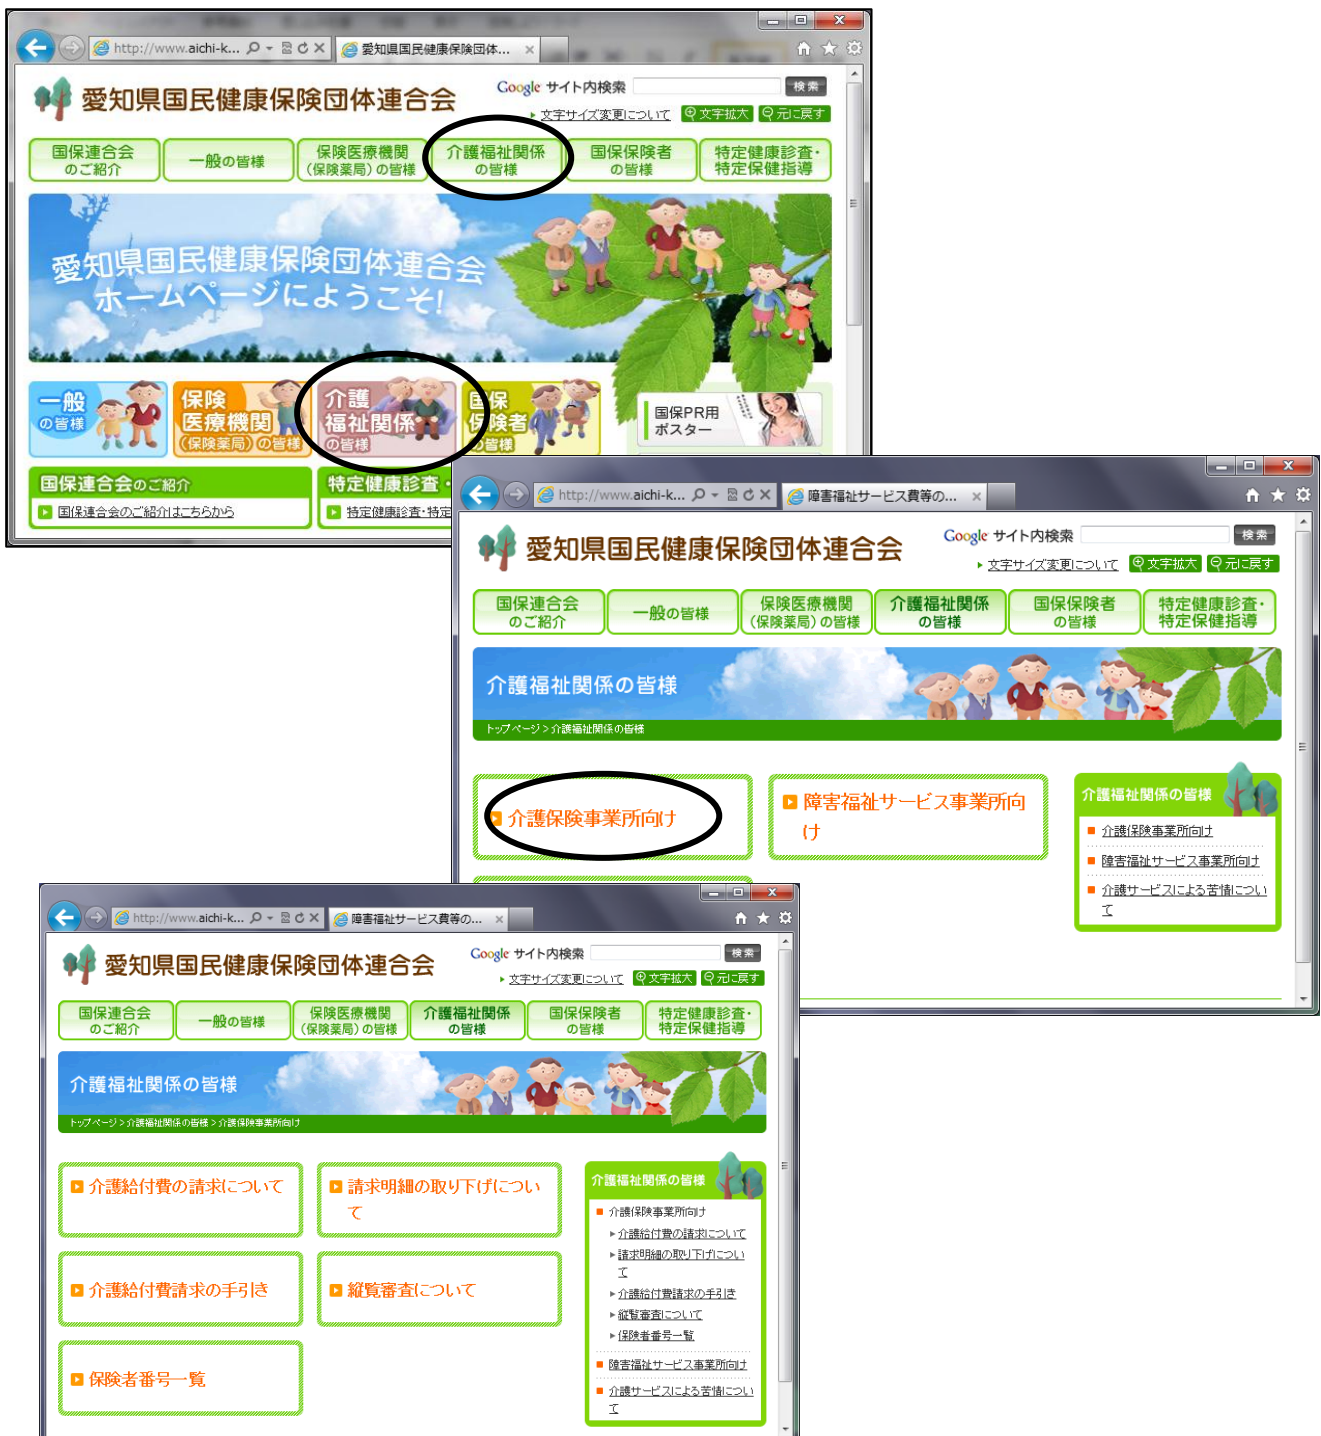 http://www.aichi-k...
愛知県国民健康保険団体...
愛知県国民健康保険団体連合会
Google サイト内検索
検索
文字サイズ変更について
文字拡大
元に戻す
国保連合会
のご紹介
一般の皆様
保険医療機関
(保険薬局)の皆様
介護福祉関係
の皆様
国保保険者
の皆様
特定健康診査・
特定保健指導
愛知県国民健康保険団体連合会
ホームページにようこそ!
一般
の皆様
保険
医療機関
(保険薬局)の皆様
介護
福祉関係
の皆様
国保
保険者
の皆様
国保PR用
ポスター
国保連合会のご紹介
国保連合会のご紹介はこちらから
特定健康診査・
特定健康診査・特定
http://www.aichi-k...
障害福祉サービス費等の...
愛知県国民健康保険団体連合会
Google サイト内検索
検索
文字サイズ変更について
文字拡大
元に戻す
国保連合会
のご紹介
一般の皆様
保険医療機関
(保険薬局)の皆様
介護福祉関係
の皆様
国保保険者
の皆様
特定健康診査・
特定保健指導
介護福祉関係の皆様
トップページ > 介護福祉関係の皆様
介護保険事業所向け
障害福祉サービス事業所向
け
介護福祉関係の皆様
介護保険事業所向け
障害福祉サービス事業所向け
介護サービスによる苦情につい
て
http://www.aichi-k...
障害福祉サービス費等の...
愛知県国民健康保険団体連合会
Google サイト内検索
検索
文字サイズ変更について
文字拡大
元に戻す
国保連合会
のご紹介
一般の皆様
保険医療機関
(保険薬局)の皆様
介護福祉関係
の皆様
国保保険者
の皆様
特定健康診査・
特定保健指導
介護福祉関係の皆様
トップページ > 介護福祉関係の皆様 > 介護保険事業所向け
介護給付費の請求について
請求明細の取り下げについ
て
介護給付費請求の手引き
縦覧審査について
保険者番号一覧
介護福祉関係の皆様
介護保険事業所向け
介護給付費の請求について
請求明細の取り下げについ
て
介護給付費請求の手引き
縦覧審査について
保険者番号一覧
障害福祉サービス事業所向け
介護サービスによる苦情につい
て